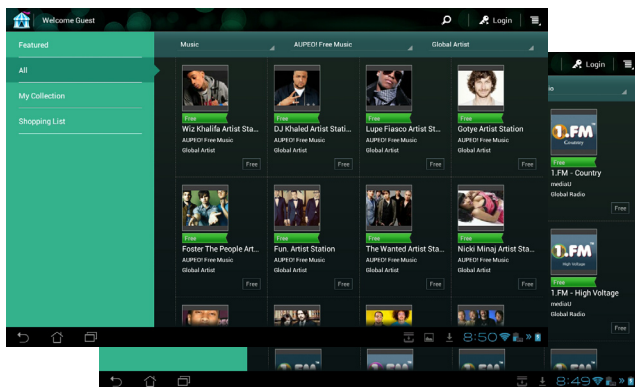 Welcome Guest
Login
Featured
All
My Collection
Shopping List
Music
AUPEO! Free Music
Global Artist
Free
Wiz Khalifa Artist Sta...
AUPEO! Free Music
Global Artist
Free
Free
DJ Khaled Artist Stati...
AUPEO! Free Music
Global Artist
Free
Free
Lupe Fiasco Artist St...
AUPEO! Free Music
Global Artist
Free
Free
Gotye Artist Station
AUPEO! Free Music
Global Artist
Free
Free
Foster The People Art...
AUPEO! Free Music
Global Artist
Free
Free
Fun. Artist Station
AUPEO! Free Music
Global Artist
Free
Free
The Wanted Artist Sta...
AUPEO! Free Music
Global Artist
Free
Free
Nicki Minaj Artist Sta...
AUPEO! Free Music
Global Artist
Free
8:50
Login
io
1.FM
Country
Free
1.FM - Country
mediaU
Global Radio
Free
1.FM
High Voltage
Free
1.FM - High Voltage
mediaU
Global Radio
Free
8:49